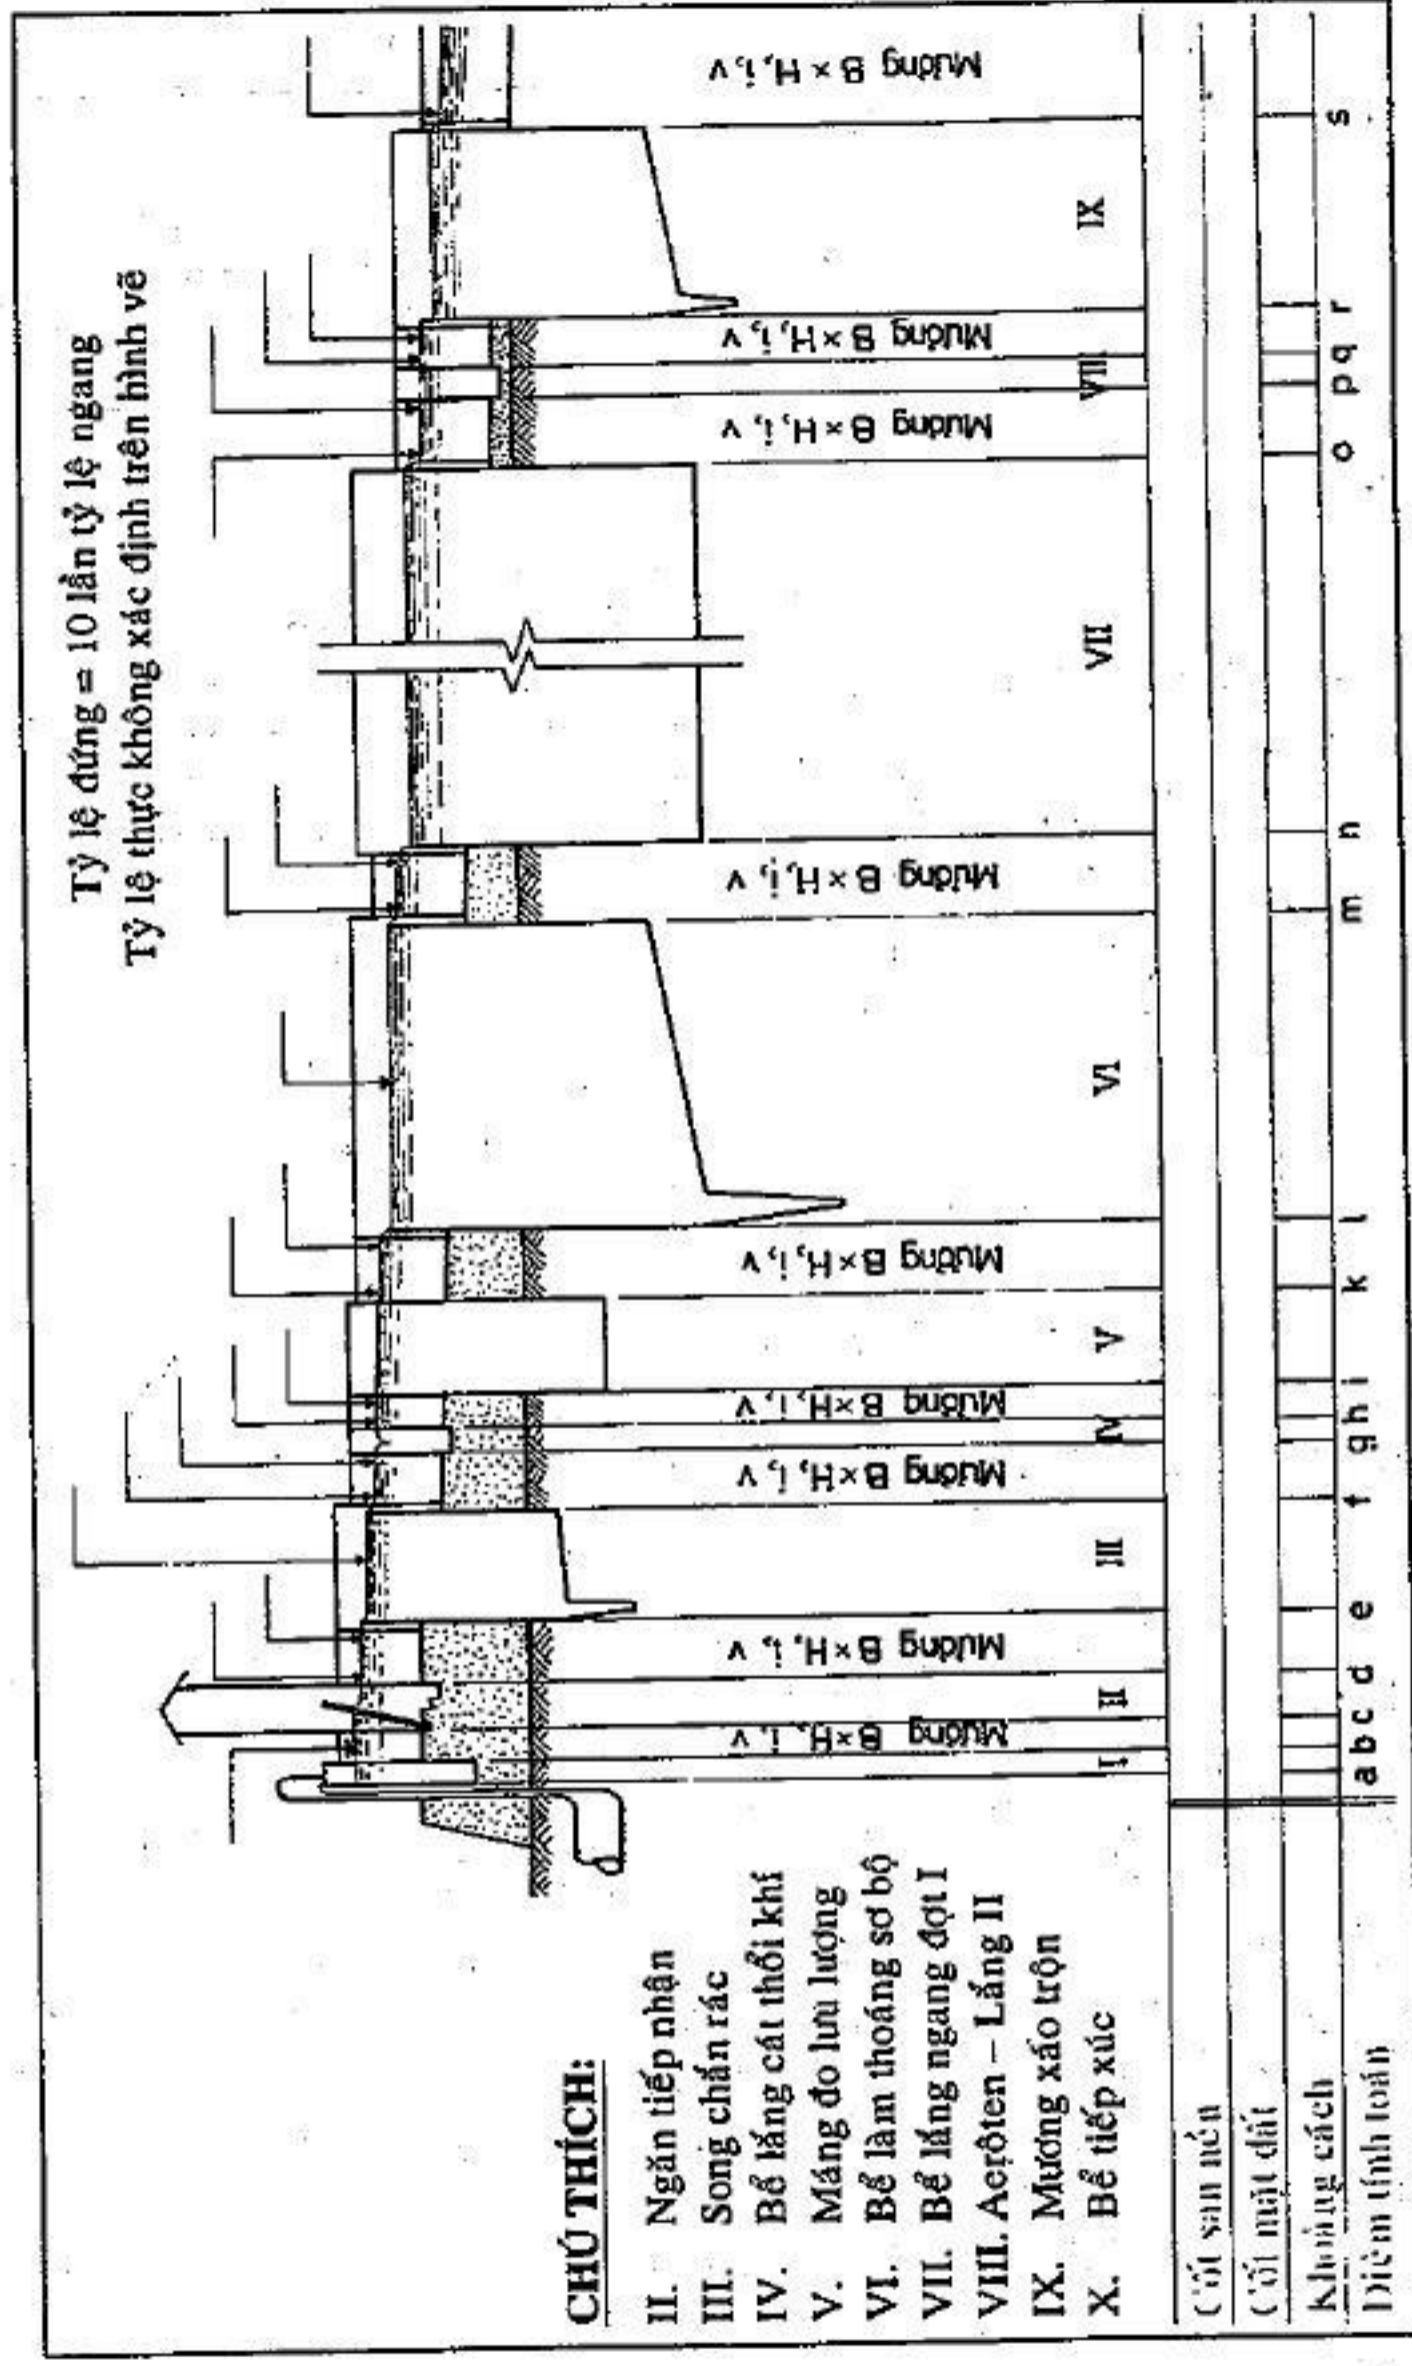 Tỷ lệ đứng = 10 lần tỷ lệ ngang
Tỷ lệ thực không xác định trên hình vẽ
Mương B×H, i, v
Mương B×H, i, v
Mương B×H, i, v
Mương B×H, i, v
Mương B×H, i, v
Mương B×H, i, v
Mương B×H, i, v
Mương B×H, i, v
Mương B×H, i, v
I II III IV V VI VII VIII IX
CHÚ THÍCH:
II. Ngăn tiếp nhận
III. Song chắn rác
IV. Bể lắng cát thổi khí
V. Máng đo lưu lượng
VI. Bể làm thoáng sơ bộ
VII. Bể lắng ngang đợt I
VIII. Aerôten – Lắng II
IX. Mương xáo trộn
X. Bể tiếp xúc
Cốt san nền
Cốt mặt đất
Khoảng cách
Điểm tính toán a b c d e f g h i k l m n o p q r s